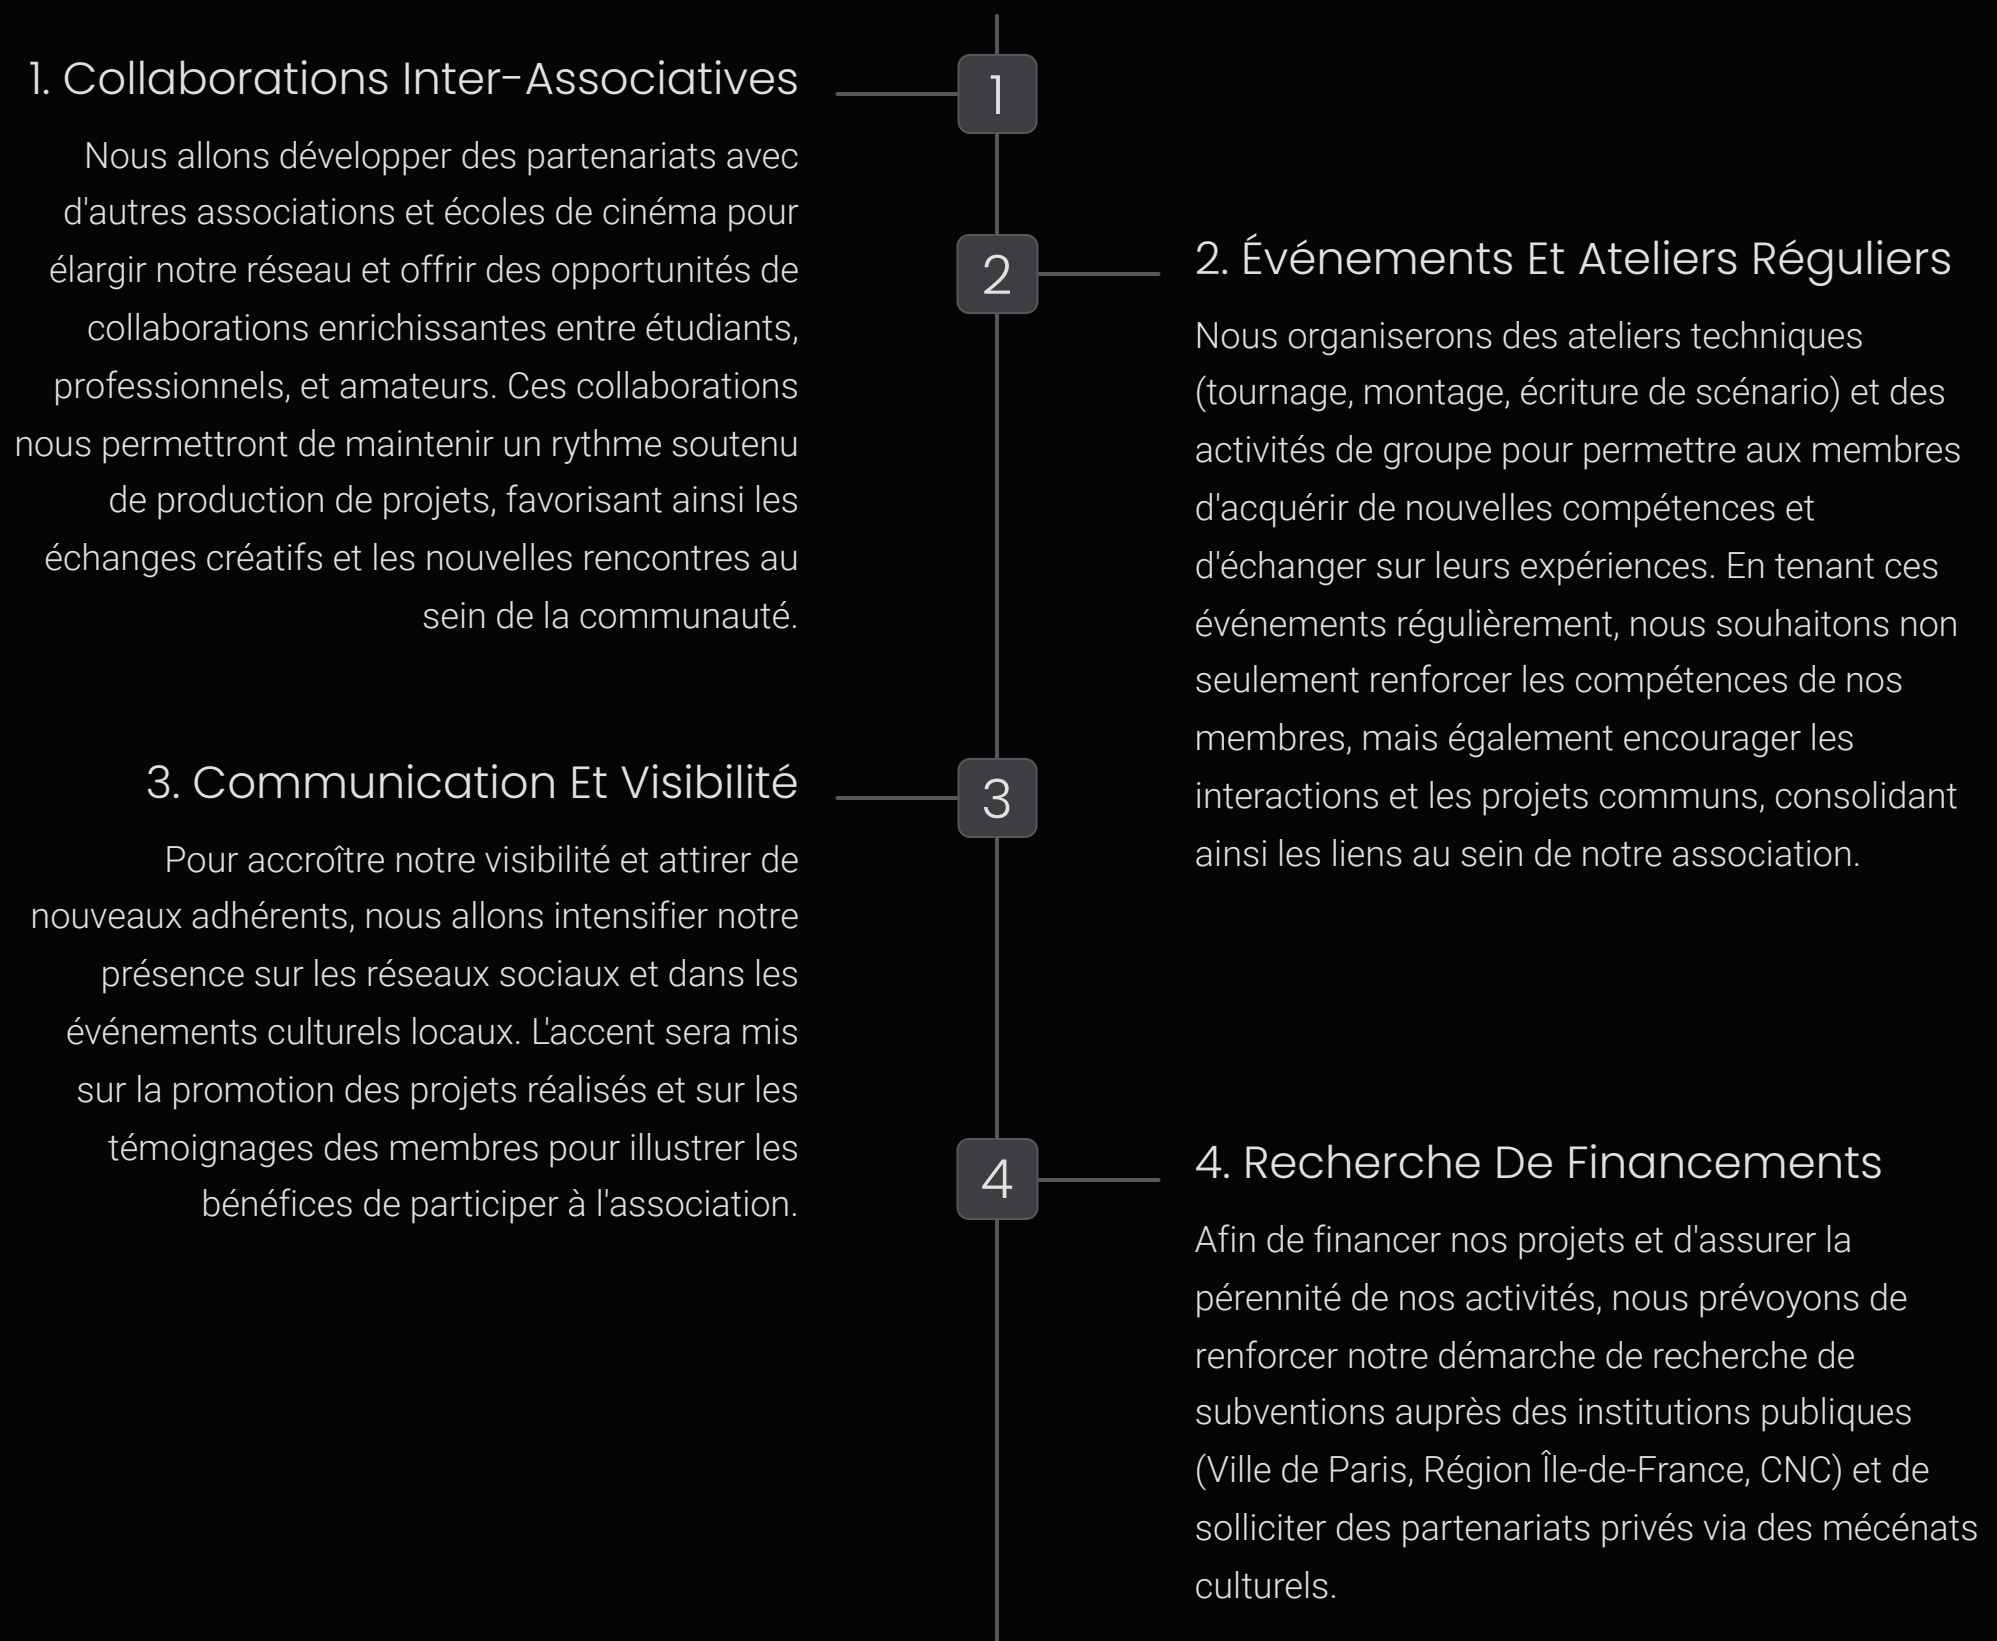 1. Collaborations Inter-Associatives
Nous allons développer des partenariats avec
d'autres associations et écoles de cinéma pour
élargir notre réseau et offrir des opportunités de
collaborations enrichissantes entre étudiants,
professionnels, et amateurs. Ces collaborations
nous permettront de maintenir un rythme soutenu
de production de projets, favorisant ainsi les
échanges créatifs et les nouvelles rencontres au
sein de la communauté.
1
2
2. Événements Et Ateliers Réguliers
Nous organiserons des ateliers techniques
(tournage, montage, écriture de scénario) et des
activités de groupe pour permettre aux membres
d'acquérir de nouvelles compétences et
d'échanger sur leurs expériences. En tenant ces
événements régulièrement, nous souhaitons non
seulement renforcer les compétences de nos
membres, mais également encourager les
interactions et les projets communs, consolidant
ainsi les liens au sein de notre association.
3. Communication Et Visibilité
Pour accroître notre visibilité et attirer de
nouveaux adhérents, nous allons intensifier notre
présence sur les réseaux sociaux et dans les
événements culturels locaux. L'accent sera mis
sur la promotion des projets réalisés et sur les
témoignages des membres pour illustrer les
bénéfices de participer à l'association.
3
4
4. Recherche De Financements
Afin de financer nos projets et d'assurer la
pérennité de nos activités, nous prévoyons de
renforcer notre démarche de recherche de
subventions auprès des institutions publiques
(Ville de Paris, Région Île-de-France, CNC) et de
solliciter des partenariats privés via des mécénats
culturels.